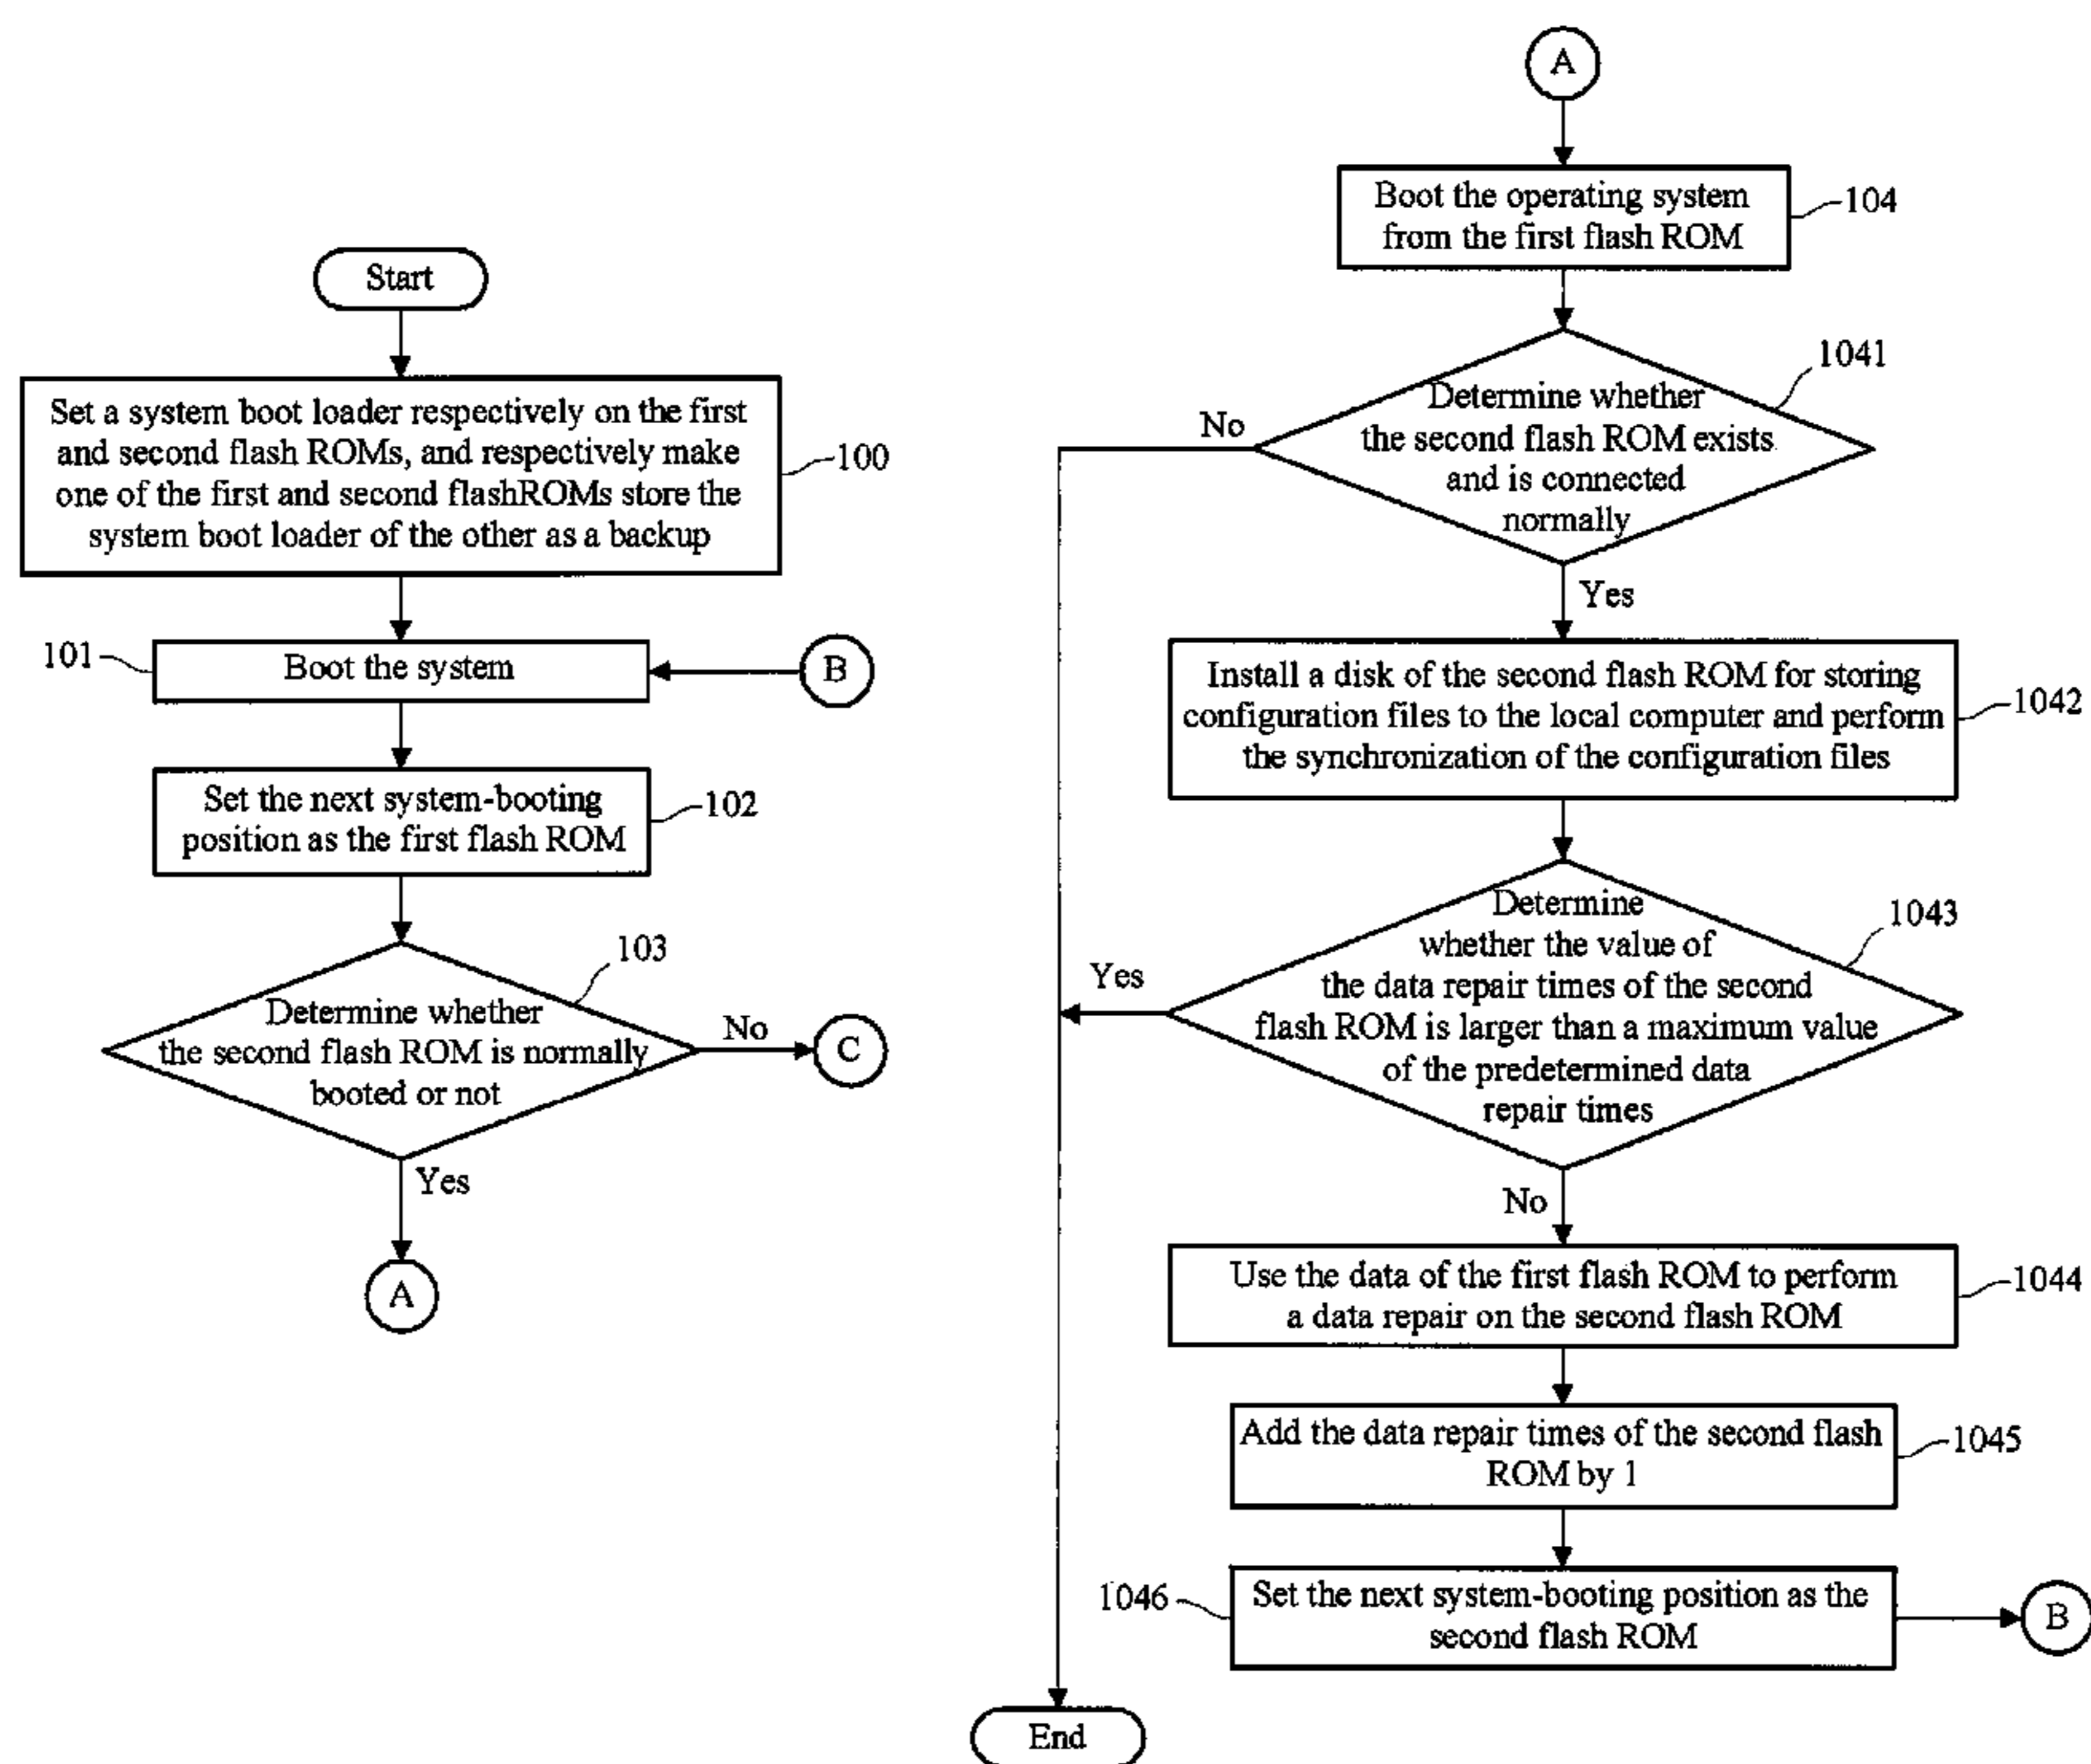 Start
Set a system boot loader respectively on the first
and second flash ROMs, and respectively make
one of the first and second flashROMs store the
system boot loader of the other as a backup
100
101
Boot the system
B
Set the next system-booting
position as the first flash ROM
102
103
Determine whether
the second flash ROM is normally
booted or not
No
C
Yes
A
A
Boot the operating system
from the first flash ROM
104
1041
Determine whether
the second flash ROM exists
and is connected
normally
No
Yes
Install a disk of the second flash ROM for storing
configuration files to the local computer and perform
the synchronization of the configuration files
1042
Determine
whether the value of
the data repair times of the second
flash ROM is larger than a maximum value
of the predetermined data
repair times
1043
Yes
No
Use the data of the first flash ROM to perform
a data repair on the second flash ROM
1044
Add the data repair times of the second flash
ROM by 1
1045
1046
Set the next system-booting position as the
second flash ROM
B
End